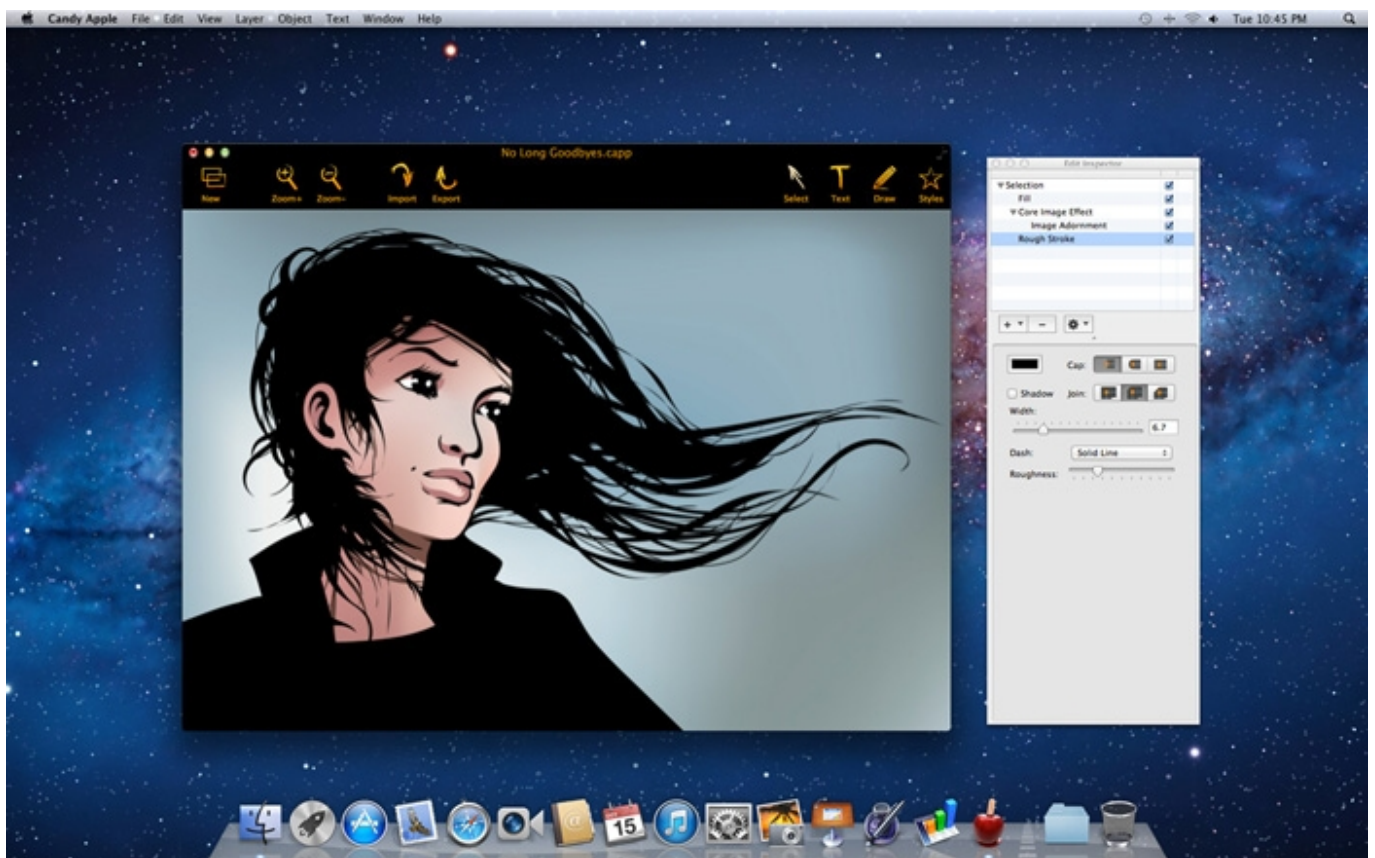 Candy Apple File Edit View Layer Object Text Window Help
Tue 10:45 PM
No Long Goodbyes.capp
New Zoom+ Zoom- Import Export Select Text Draw Styles
Edit Inspector
Selection
Fill
Core Image Effect
Image Adornment
Rough Stroke
+ −
Cap:
Shadow Join:
Width:
6.7
Dash: Solid Line
Roughness:
15